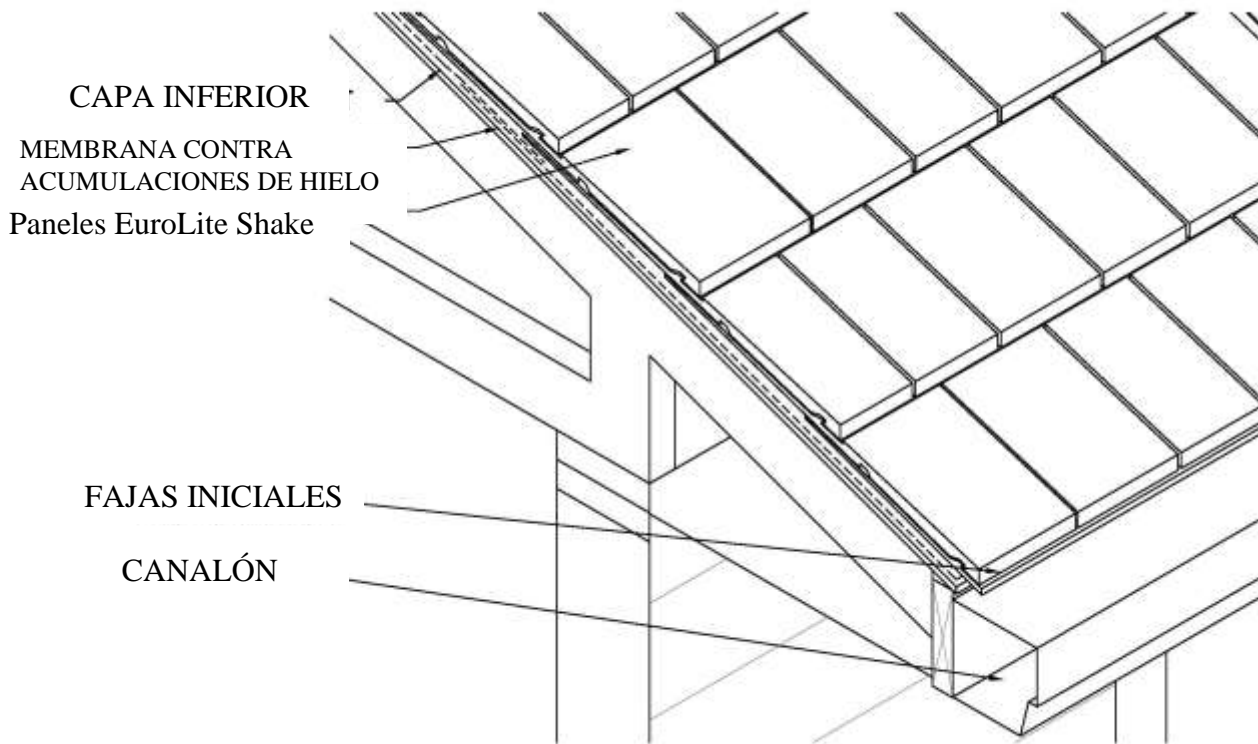 CAPA INFERIOR
MEMBRANA CONTRA
ACUMULACIONES DE HIELO
Paneles EuroLite Shake
FAJAS INICIALES
CANALÓN